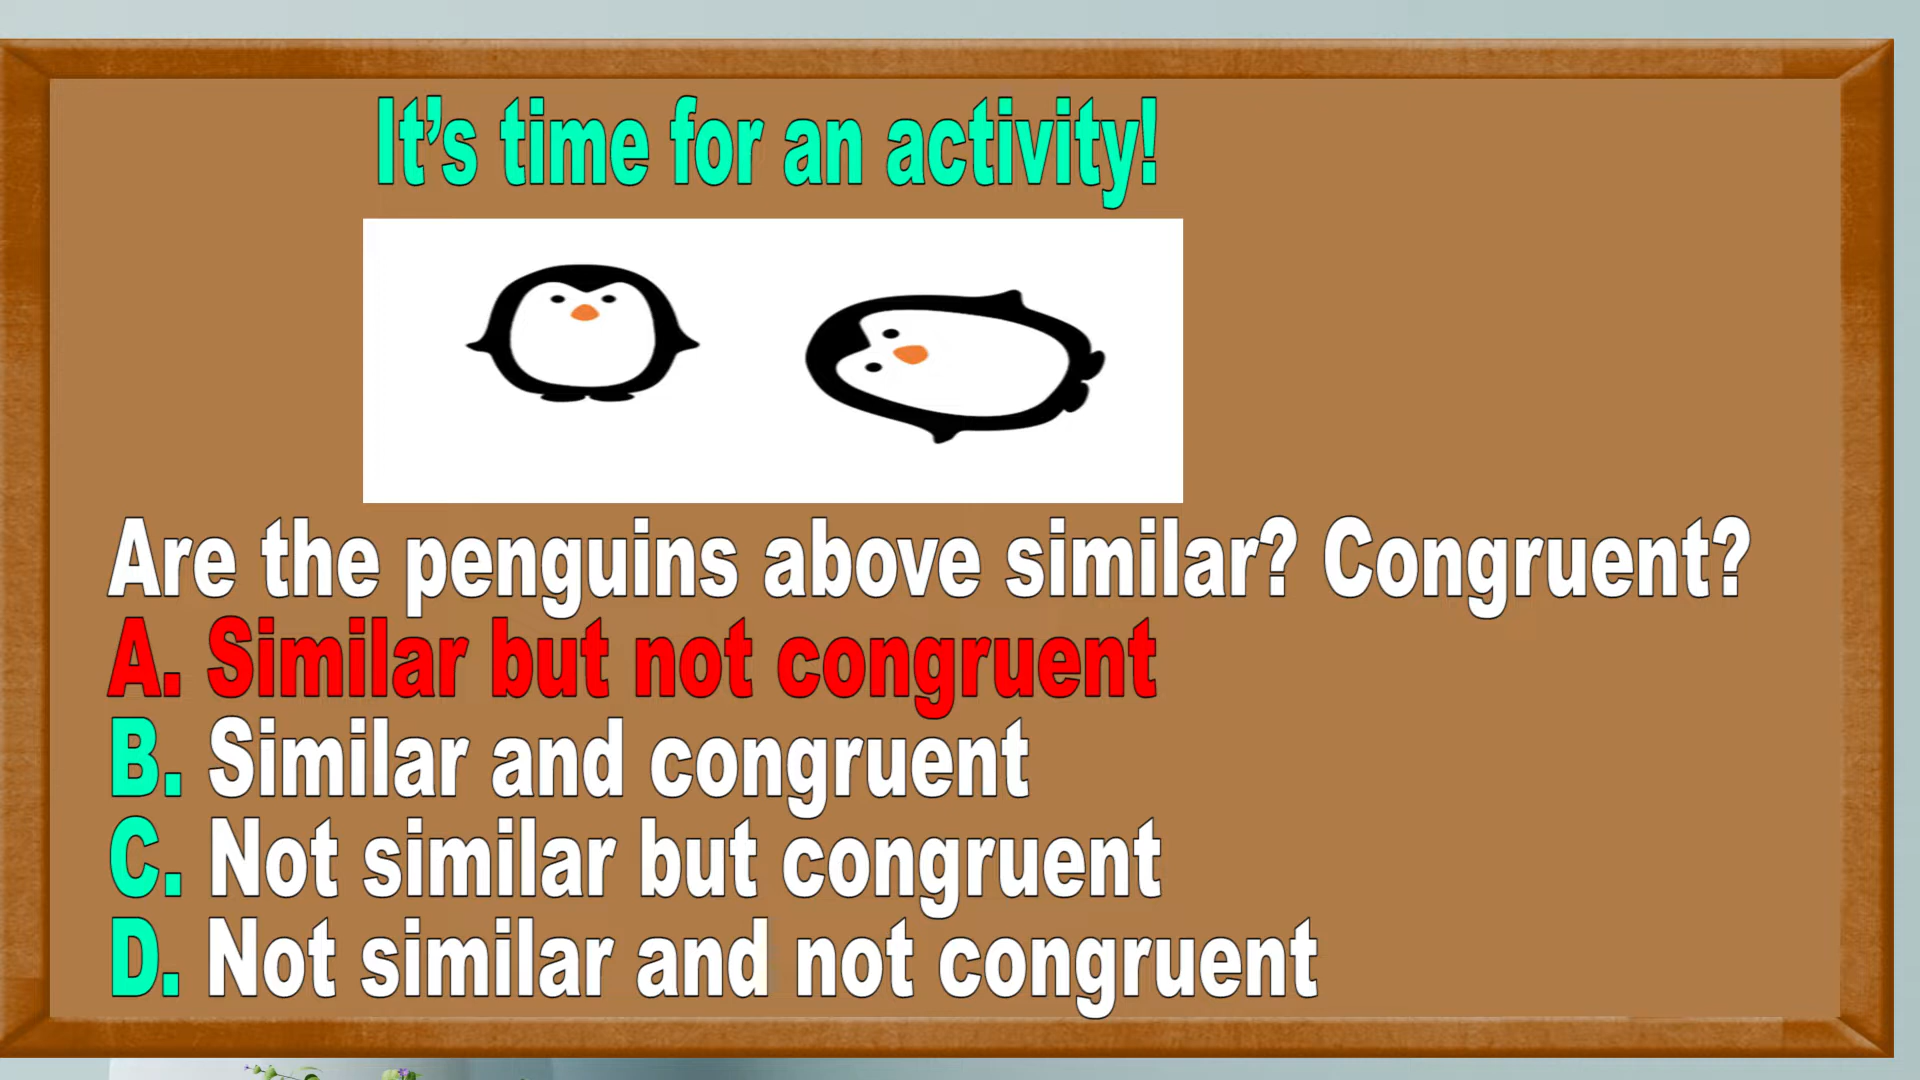 It’s time for an activity!
Are the penguins above similar? Congruent?
A. Similar but not congruent
B. Similar and congruent
C. Not similar but congruent
D. Not similar and not congruent